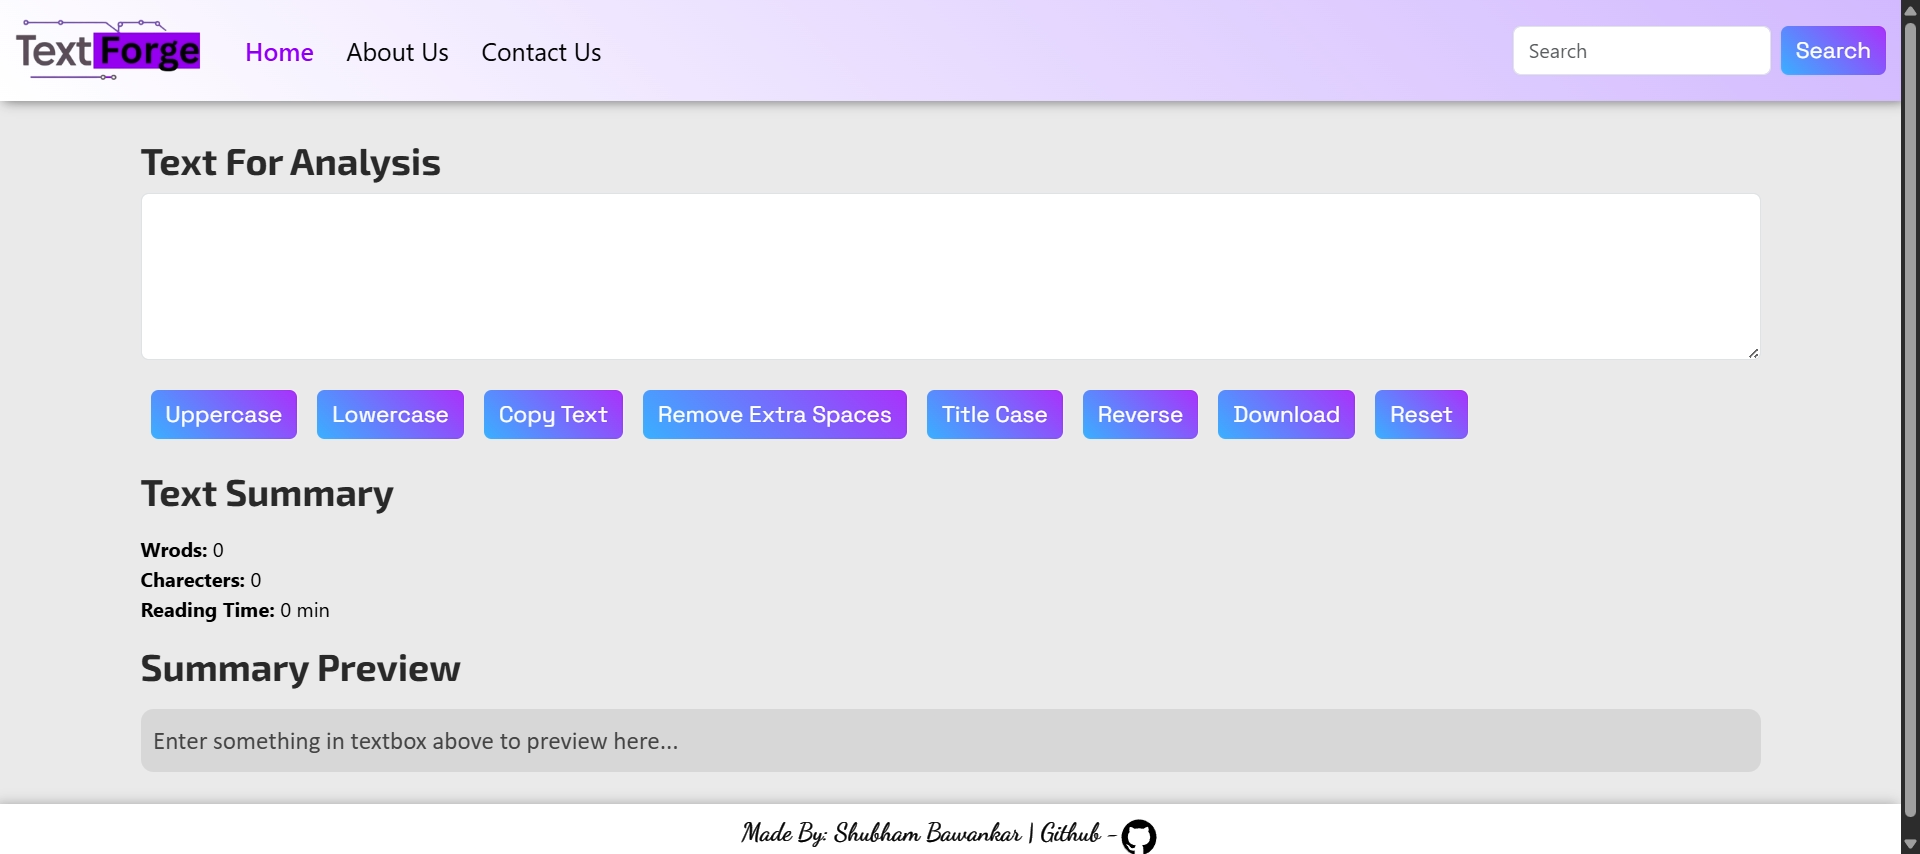 Text Forge Home About Us Contact Us Search Search
Text For Analysis
Uppercase Lowercase Copy Text Remove Extra Spaces Title Case Reverse Download Reset
Text Summary
Wrods: 0
Charecters: 0
Reading Time: 0 min
Summary Preview
Enter something in textbox above to preview here...
Made By: Shubham Bawankar | Github -